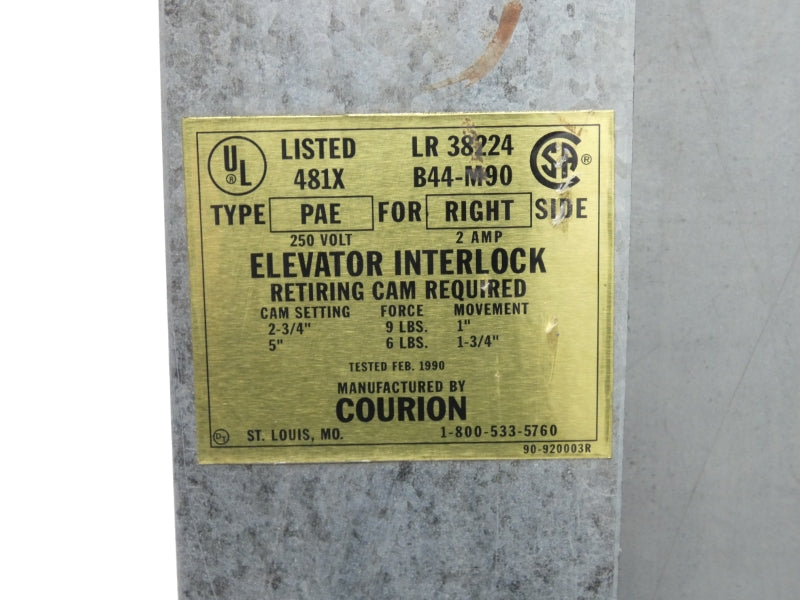 UL ® LISTED LR 38224 CSA ®
481X B44-M90
TYPE PAE FOR RIGHT SIDE
250 VOLT 2 AMP
ELEVATOR INTERLOCK
RETIRING CAM REQUIRED
CAM SETTING FORCE MOVEMENT
2-3/4" 9 LBS. 1"
5" 6 LBS. 1-3/4"
TESTED FEB. 1990
MANUFACTURED BY
COURION
DT ST. LOUIS, MO. 1-800-533-5760
90-920003R